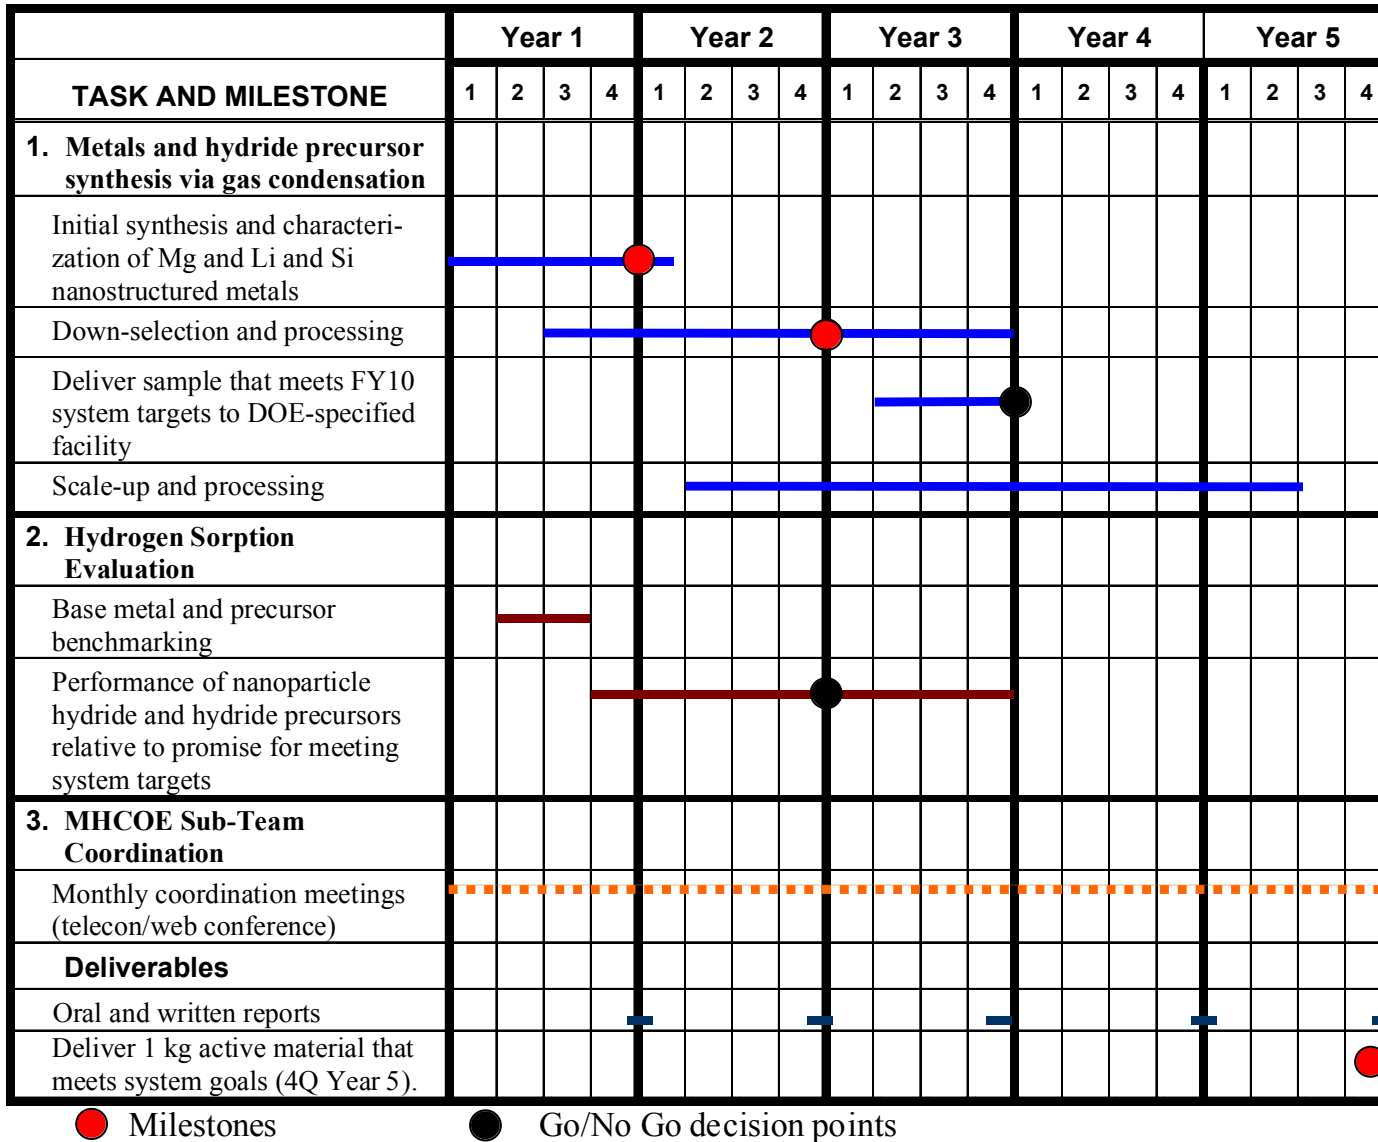 Year 1 Year 2 Year 3 Year 4 Year 5
TASK AND MILESTONE 1 2 3 4 1 2 3 4 1 2 3 4 1 2 3 4 1 2 3 4
1. Metals and hydride precursor
synthesis via gas condensation
Initial synthesis and characteri-
zation of Mg and Li and Si
nanostructured metals
Down-selection and processing
Deliver sample that meets FY10
system targets to DOE-specified
facility
Scale-up and processing
2. Hydrogen Sorption
Evaluation
Base metal and precursor
benchmarking
Performance of nanoparticle
hydride and hydride precursors
relative to promise for meeting
system targets
3. MHCOE Sub-Team
Coordination
Monthly coordination meetings
(telecon/web conference)
Deliverables
Oral and written reports
Deliver 1 kg active material that
meets system goals (4Q Year 5).
Milestones Go/No Go decision points